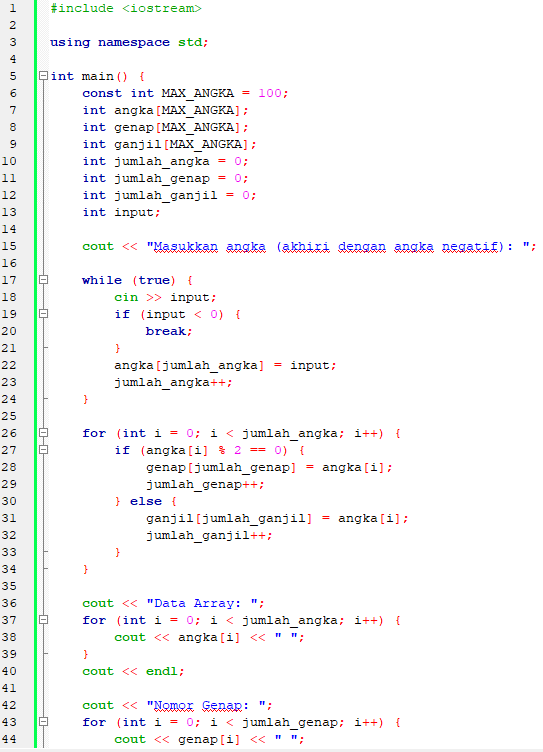 1 #include <iostream>
2
3 using namespace std;
4
5 int main() {
6 const int MAX_ANGKA = 100;
7 int angka[MAX_ANGKA];
8 int genap[MAX_ANGKA];
9 int ganjil[MAX_ANGKA];
10 int jumlah_angka = 0;
11 int jumlah_genap = 0;
12 int jumlah_ganjil = 0;
13 int input;
14
15 cout << "Masukkan angka (akhiri dengan angka negatif): ";
16
17 while (true) {
18 cin >> input;
19 if (input < 0) {
20 break;
21 }
22 angka[jumlah_angka] = input;
23 jumlah_angka++;
24 }
25
26 for (int i = 0; i < jumlah_angka; i++) {
27 if (angka[i] % 2 == 0) {
28 genap[jumlah_genap] = angka[i];
29 jumlah_genap++;
30 } else {
31 ganjil[jumlah_ganjil] = angka[i];
32 jumlah_ganjil++;
33 }
34 }
35
36 cout << "Data Array: ";
37 for (int i = 0; i < jumlah_angka; i++) {
38 cout << angka[i] << " ";
39 }
40 cout << endl;
41
42 cout << "Nomor Genap: ";
43 for (int i = 0; i < jumlah_genap; i++) {
44 cout << genap[i] << " ";